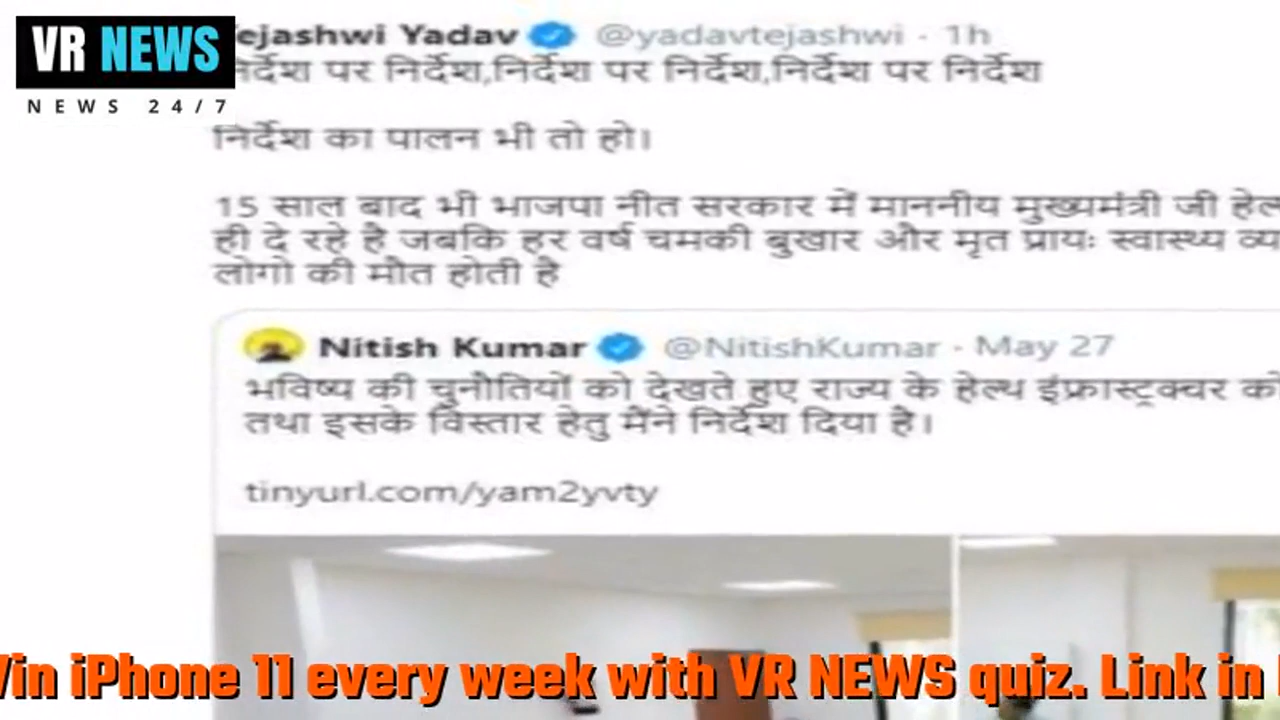 VR NEWS
NEWS 24/7
Tejashwi Yadav @yadavtejashwi · 1h
निर्देश पर निर्देश,निर्देश पर निर्देश,निर्देश पर निर्देश
निर्देश का पालन भी तो हो।
15 साल बाद भी भाजपा नीत सरकार में माननीय मुख्यमंत्री जी
ही दे रहे है जबकि हर वर्ष चमकी बुखार और मृत प्रायः स्वास्थ्य
लोगो की मौत होती है
Nitish Kumar @NitishKumar · May 27
भविष्य की चुनौतियों को देखते हुए राज्य के हेल्थ इंफ्रास्ट्रक्चर को
तथा इसके विस्तार हेतु मैंने निर्देश दिया है।
tinyurl.com/yam2yvty
Win iPhone 11 every week with VR NEWS quiz. Link in